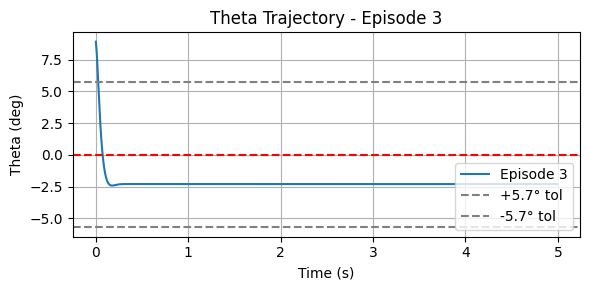 Theta Trajectory - Episode 3
Theta (deg)
7.5
5.0
2.5
0.0
−2.5
−5.0
Episode 3
+5.7° tol
-5.7° tol
0
1
2
3
4
5
Time (s)